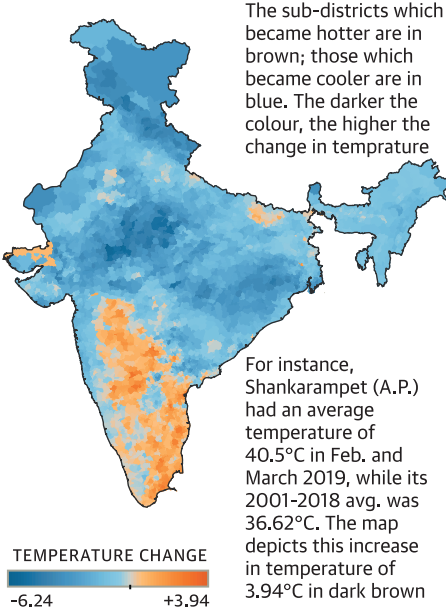 The sub-districts which
became hotter are in
brown; those which
became cooler are in
blue. The darker the
colour, the higher the
change in temprature
For instance,
Shankarampet (A.P.)
had an average
temperature of
40.5°C in Feb. and
March 2019, while its
2001-2018 avg. was
36.62°C. The map
depicts this increase
in temperature of
3.94°C in dark brown
TEMPERATURE CHANGE
-6.24 +3.94